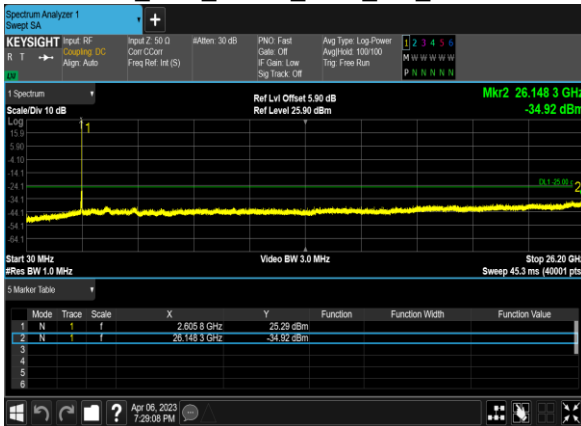 Spectrum Analyzer 1
Swept SA
+
KEYSIGHT Input: RF Input Z: 50 Ω #Atten: 30 dB PNO: Fast Avg Type: Log-Power 1 2 3 4 5 6
R T Coupling: DC Corr CCorr Gate: Off Avg|Hold: 100/100 M W W W W W
Align: Auto Freq Ref: Int (S) IF Gain: Low Trig: Free Run
Sig Track: Off P N N N N N
1 Spectrum Ref Lvl Offset 5.90 dB Mkr2 26.148 3 GHz
Scale/Div 10 dB Ref Level 25.90 dBm -34.92 dBm
Log
15.9
5.90
-4.10
-14.1
-24.1
-34.1
-44.1
-54.1
-64.1
1
DL1 -25.00
2
Start 30 MHz Video BW 3.0 MHz Stop 26.20 GHz
#Res BW 1.0 MHz Sweep 45.3 ms (40001 pts)
5 Marker Table
Mode Trace Scale X Y Function Function Width Function Value
1 N 1 f 2.605 8 GHz 25.29 dBm
2 N 1 f 26.148 3 GHz -34.92 dBm
3
4
5
6
? Apr 06, 2023
7:29:08 PM